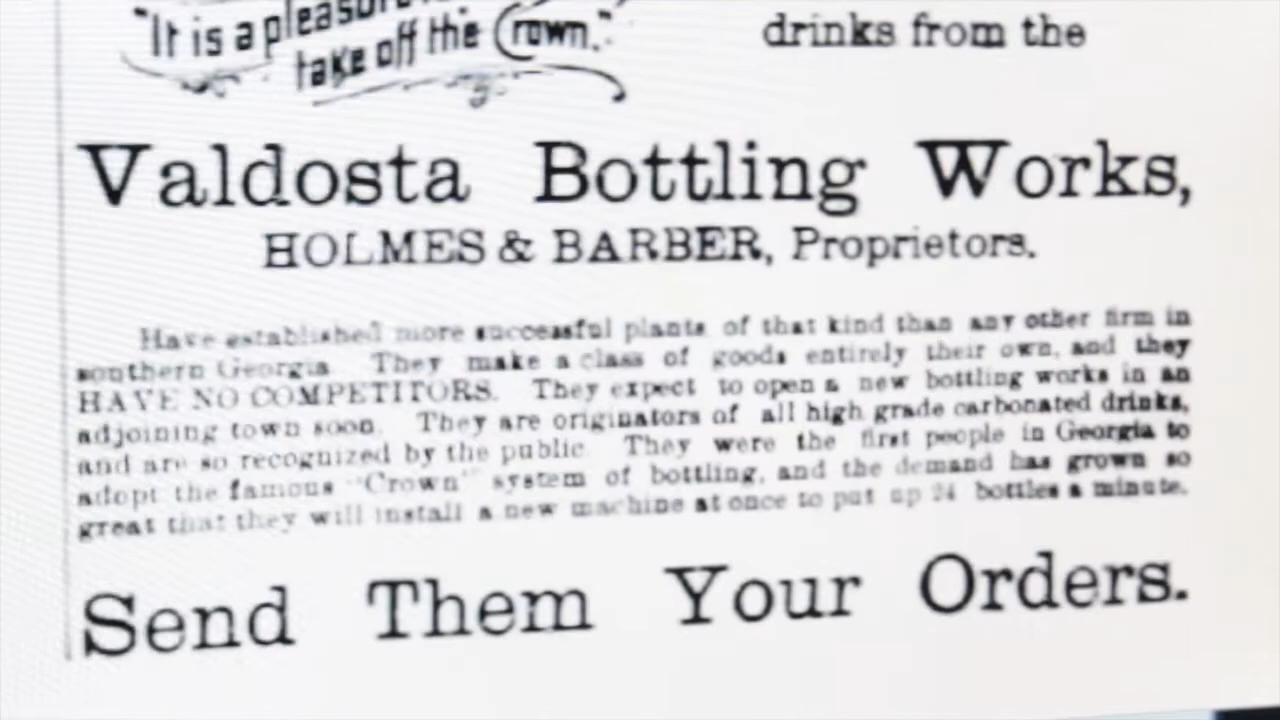 "It is a pleasure
take off the Crown."
drinks from the
Valdosta Bottling Works,
HOLMES & BARBER, Proprietors.
Have established more successful plants of that kind than any other firm in
southern Georgia They make a class of goods entirely their own, and they
HAVE NO COMPETITORS. They expect to open a new bottling works in an
adjoining town soon. They are originators of all high grade carbonated drinks,
and are so recognized by the public They were the first people in Georgia to
adopt the famous "Crown" system of bottling, and the demand has grown so
great that they will install a new machine at once to put up 24 bottles a minute.
Send Them Your Orders.